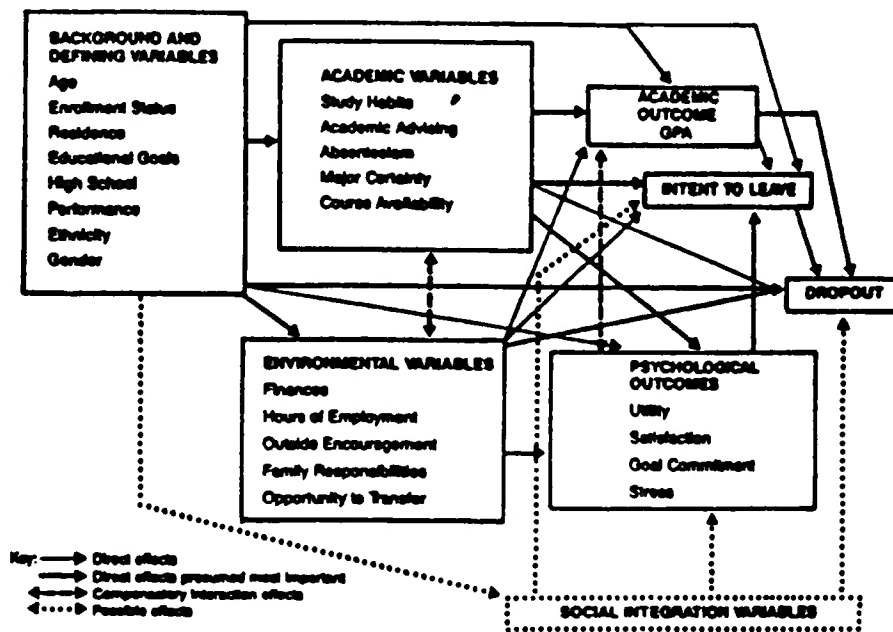 BACKGROUND AND
DEFINING VARIABLES
Age
Enrollment Status
Residence
Educational Goals
High School
Performance
Ethnicity
Gender
ACADEMIC VARIABLES
Study Habits
Academic Advising
Absenteeism
Major Certainty
Course Availability
ACADEMIC
OUTCOME
GPA
INTENT TO LEAVE
DROPOUT
ENVIRONMENTAL VARIABLES
Finances
Hours of Employment
Outside Encouragement
Family Responsibilities
Opportunity to Transfer
PSYCHOLOGICAL
OUTCOMES
Utility
Satisfaction
Goal Commitment
Stress
Key:
Direct effects
Direct effects presumed most important
Compensatory interaction effects
Possible effects
SOCIAL INTEGRATION VARIABLES